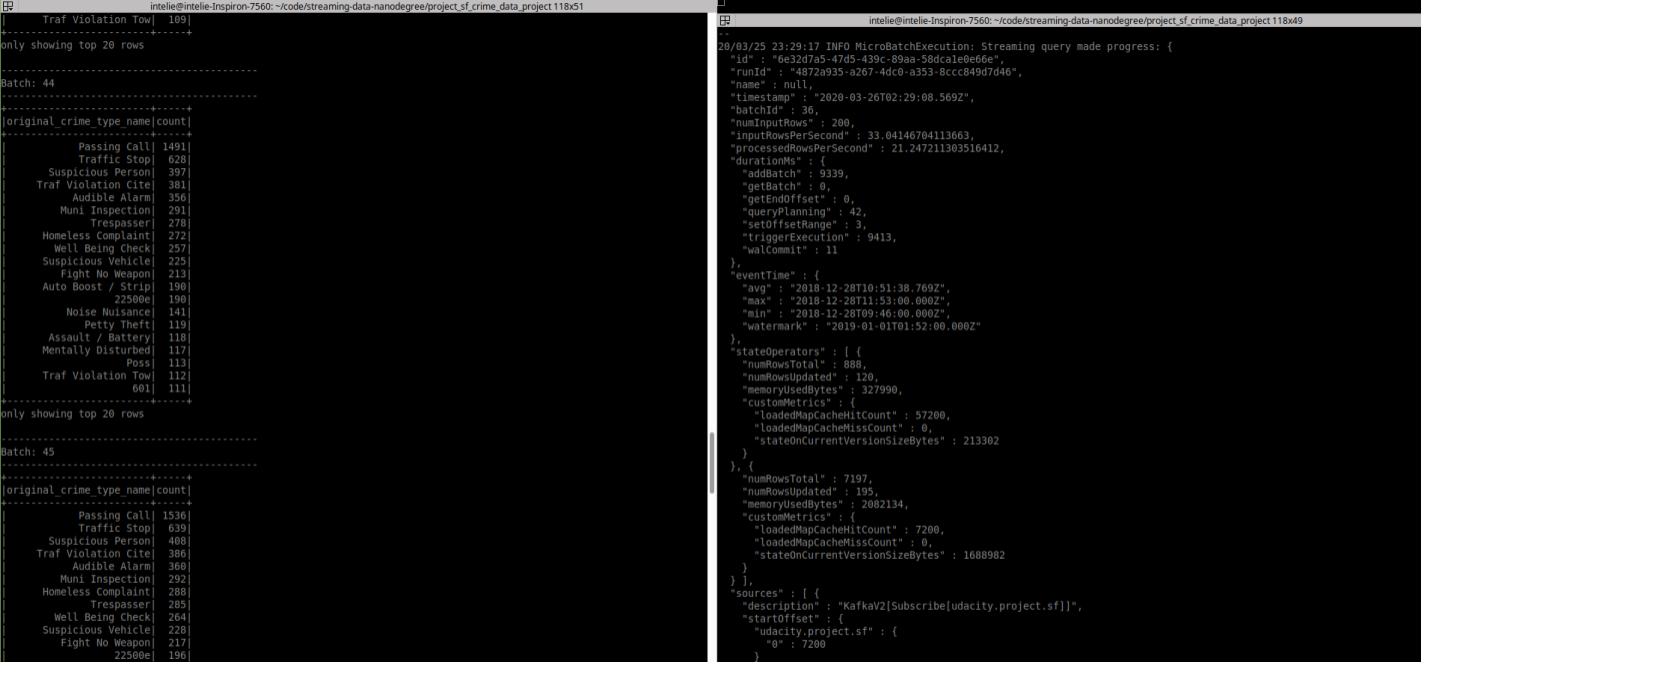 intelie@intelie-Inspiron-7560: ~/code/streaming-data-nanodegree/project_sf_crime_data_project 118x51
| Traf Violation Tow| 109|
+-----------------------+-----+
only showing top 20 rows
-------------------------------------------
Batch: 44
-------------------------------------------
+-----------------------+-----+
|original_crime_type_name|count|
+-----------------------+-----+
| Passing Call| 1491|
| Traffic Stop| 628|
| Suspicious Person| 397|
| Traf Violation Cite| 381|
| Audible Alarm| 356|
| Muni Inspection| 291|
| Trespasser| 278|
| Homeless Complaint| 272|
| Well Being Check| 257|
| Suspicious Vehicle| 225|
| Fight No Weapon| 213|
| Auto Boost / Strip| 190|
| 22500e| 190|
| Noise Nuisance| 141|
| Petty Theft| 119|
| Assault / Battery| 118|
| Mentally Disturbed| 117|
| Poss| 113|
| Traf Violation Tow| 112|
| 601| 111|
+-----------------------+-----+
only showing top 20 rows
-------------------------------------------
Batch: 45
-------------------------------------------
+-----------------------+-----+
|original_crime_type_name|count|
+-----------------------+-----+
| Passing Call| 1536|
| Traffic Stop| 639|
| Suspicious Person| 408|
| Traf Violation Cite| 386|
| Audible Alarm| 360|
| Muni Inspection| 292|
| Homeless Complaint| 288|
| Trespasser| 285|
| Well Being Check| 264|
| Suspicious Vehicle| 228|
| Fight No Weapon| 217|
| 22500e| 196|
intelie@intelie-Inspiron-7560: ~/code/streaming-data-nanodegree/project_sf_crime_data_project 118x49
--
20/03/25 23:29:17 INFO MicroBatchExecution: Streaming query made progress: {
"id" : "6e32d7a5-47d5-439c-89aa-58dca1e0e66e",
"runId" : "4872a935-a267-4dc0-a353-8ccc849d7d46",
"name" : null,
"timestamp" : "2020-03-26T02:29:08.569Z",
"batchId" : 36,
"numInputRows" : 200,
"inputRowsPerSecond" : 33.04146704113663,
"processedRowsPerSecond" : 21.247211303516412,
"durationMs" : {
"addBatch" : 9339,
"getBatch" : 0,
"getEndOffset" : 0,
"queryPlanning" : 42,
"setOffsetRange" : 3,
"triggerExecution" : 9413,
"walCommit" : 11
},
"eventTime" : {
"avg" : "2018-12-28T10:51:38.769Z",
"max" : "2018-12-28T11:53:00.000Z",
"min" : "2018-12-28T09:46:00.000Z",
"watermark" : "2019-01-01T01:52:00.000Z"
},
"stateOperators" : [ {
"numRowsTotal" : 888,
"numRowsUpdated" : 120,
"memoryUsedBytes" : 327990,
"customMetrics" : {
"loadedMapCacheHitCount" : 57200,
"loadedMapCacheMissCount" : 0,
"stateOnCurrentVersionSizeBytes" : 213302
}
}, {
"numRowsTotal" : 7197,
"numRowsUpdated" : 195,
"memoryUsedBytes" : 2082134,
"customMetrics" : {
"loadedMapCacheHitCount" : 7200,
"loadedMapCacheMissCount" : 0,
"stateOnCurrentVersionSizeBytes" : 1688982
}
} ],
"sources" : [ {
"description" : "KafkaV2[Subscribe[udacity.project.sf]]",
"startOffset" : {
"udacity.project.sf" : {
"0" : 7200
}